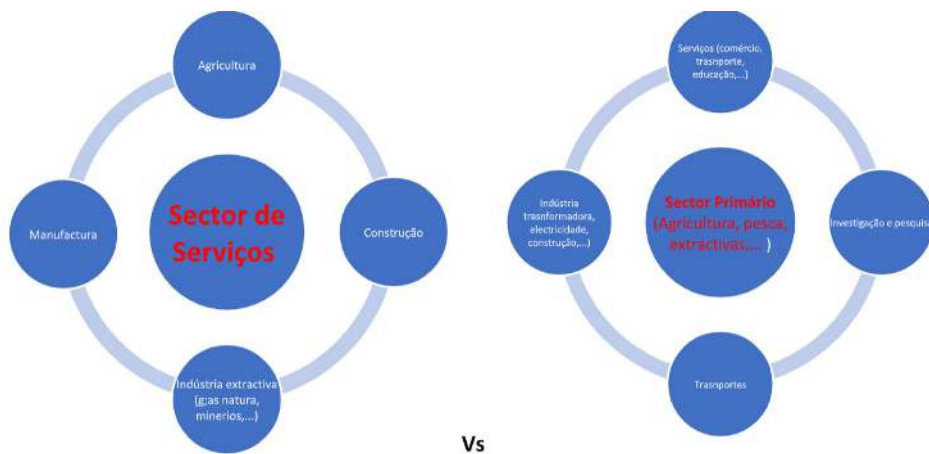 Agricultura
Sector de
Serviços
Manufactura
Construção
Indústria extractiva
(g;as natura,
minerios,...)
Vs
Serviços (comércio,
trasnporte,
educação,...)
Indústria
trasnformadora,
electricidade,
construção,...)
Sector Primário
(Agricultura, pesca,
extractivas,... )
Investigação e pesquisa
Trasnportes